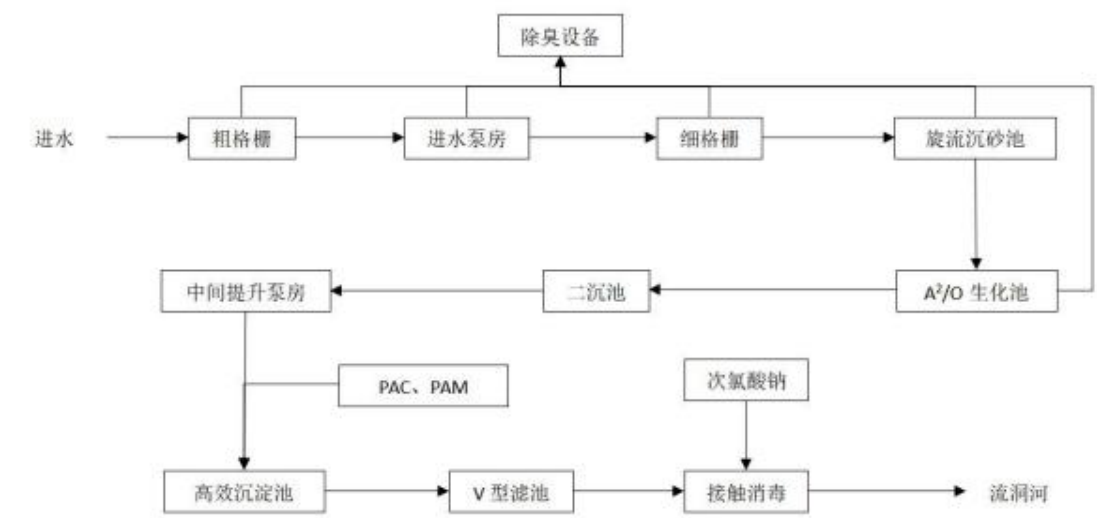 除臭设备
进水
粗格栅
进水泵房
细格栅
旋流沉砂池
中间提升泵房
二沉池
A²/O 生化池
PAC、PAM
次氯酸钠
高效沉淀池
V 型滤池
接触消毒
流洞河